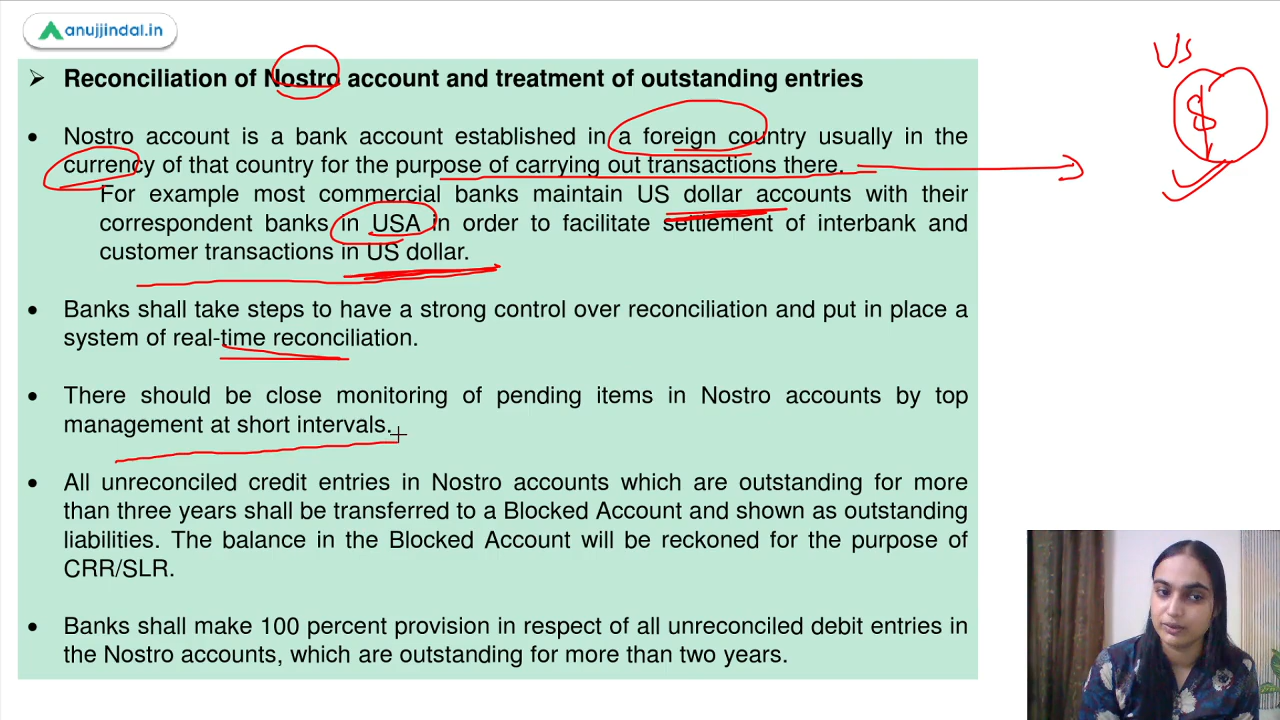 anujjindal.in
US
$
➢ Reconciliation of Nostro account and treatment of outstanding entries
• Nostro account is a bank account established in a foreign country usually in the
currency of that country for the purpose of carrying out transactions there.
For example most commercial banks maintain US dollar accounts with their
correspondent banks in USA in order to facilitate settlement of interbank and
customer transactions in US dollar.
• Banks shall take steps to have a strong control over reconciliation and put in place a
system of real-time reconciliation.
• There should be close monitoring of pending items in Nostro accounts by top
management at short intervals.
• All unreconciled credit entries in Nostro accounts which are outstanding for more
than three years shall be transferred to a Blocked Account and shown as outstanding
liabilities. The balance in the Blocked Account will be reckoned for the purpose of
CRR/SLR.
• Banks shall make 100 percent provision in respect of all unreconciled debit entries in
the Nostro accounts, which are outstanding for more than two years.